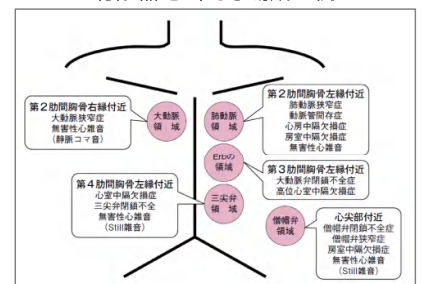 第2肋間胸骨右縁付近
大動脈狭窄症
無害性心雑音
(静脈コマ音)
大動脈
領 域
肺動脈
領 域
第2肋間胸骨左縁付近
肺動脈狭窄症
動脈管開存症
心房中隔欠損症
房室中隔欠損症
無害性心雑音
Erbの
領域
第3肋間胸骨左縁付近
大動脈弁閉鎖不全症
高位心室中隔欠損症
第4肋間胸骨左縁付近
心室中隔欠損症
三尖弁閉鎖不全
無害性心雑音
(Still雑音)
三尖弁
領 域
僧帽弁
領域
心尖部付近
僧帽弁閉鎖不全症
僧帽弁狭窄症
房室中隔欠損症
無害性心雑音
(Still雑音)